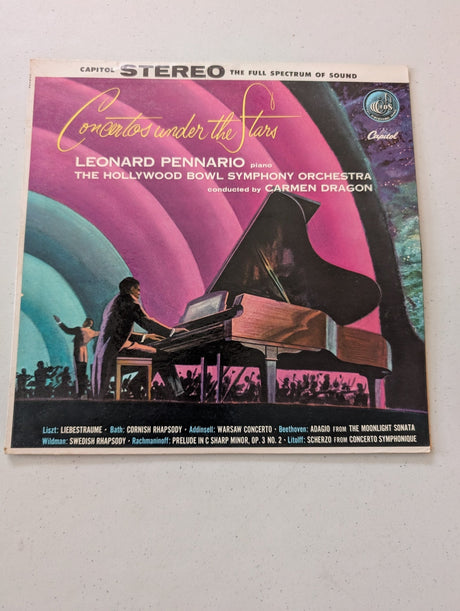 CAPITOL STEREO THE FULL SPECTRUM OF SOUND
Concertos under the Stars
Capitol
LEONARD PENNARIO piano
THE HOLLYWOOD BOWL SYMPHONY ORCHESTRA
conducted by CARMEN DRAGON
Liszt: LIEBESTRAUME · Bath: CORNISH RHAPSODY · Addinsell: WARSAW CONCERTO · Beethoven: ADAGIO FROM THE MOONLIGHT SONATA
Wildman: SWEDISH RHAPSODY · Rachmaninoff: PRELUDE IN C SHARP MINOR, OP. 3 NO. 2 · Litolff: SCHERZO FROM CONCERTO SYMPHONIQUE